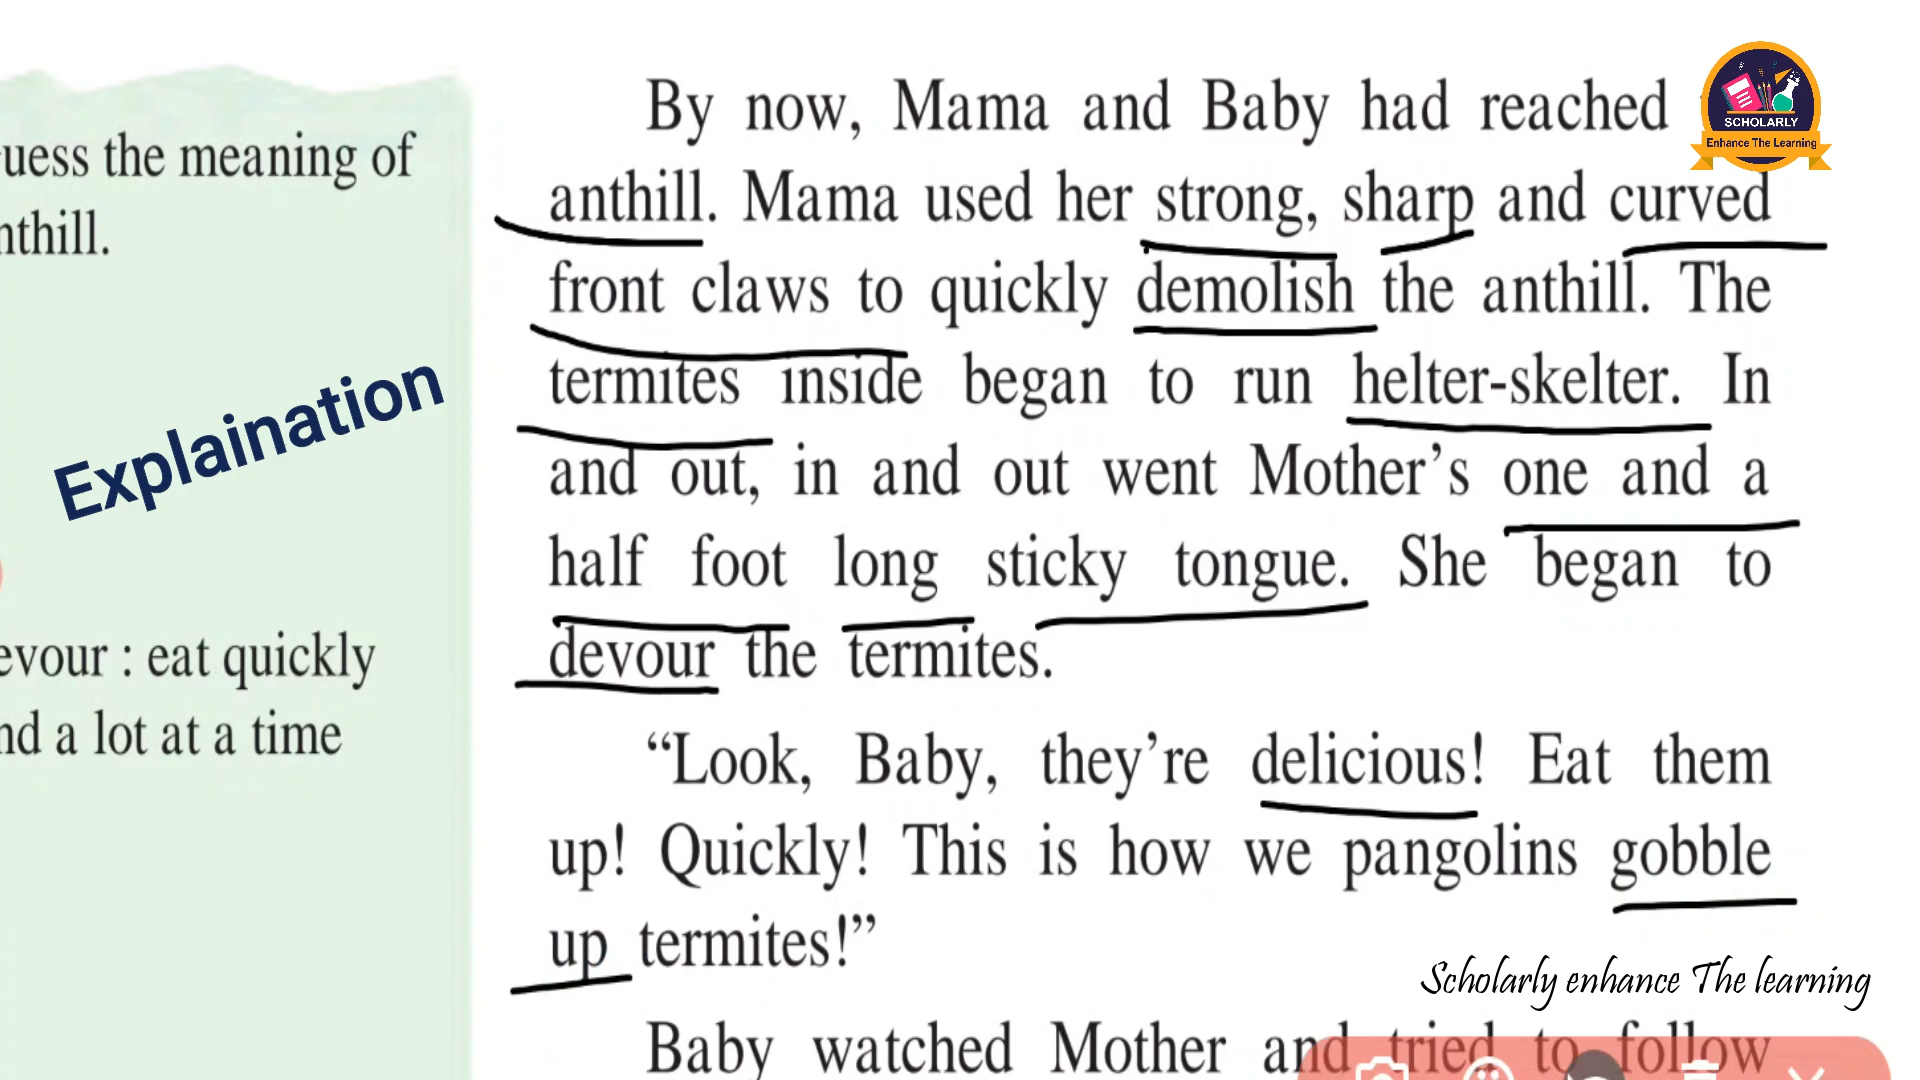 uess the meaning of
nthill.
Explaination
evour : eat quickly
nd a lot at a time
By now, Mama and Baby had reached
anthill. Mama used her strong, sharp and curved
front claws to quickly demolish the anthill. The
termites inside began to run helter-skelter. In
and out, in and out went Mother's one and a
half foot long sticky tongue. She began to
devour the termites.
“Look, Baby, they're delicious! Eat them
up! Quickly! This is how we pangolins gobble
up termites!”
Baby watched Mother and tried to follow
SCHOLARLY
Enhance The Learning
Scholarly enhance The learning